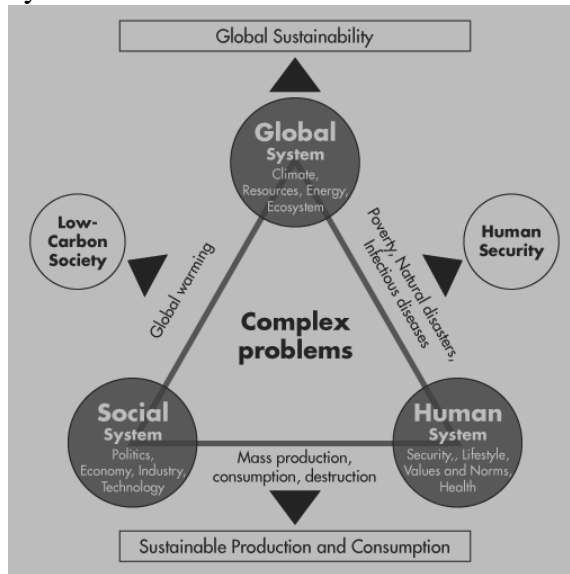 Global Sustainability
Global
System
Climate,
Resources, Energy,
Ecosystem
Low-
Carbon
Society
Human
Security
Global warming
Poverty, Natural disasters,
Infectious diseases
Complex
problems
Social
System
Politics,
Economy, Industry,
Technology
Human
System
Security,, Lifestyle,
Values and Norms,
Health
Mass production,
consumption, destruction
Sustainable Production and Consumption